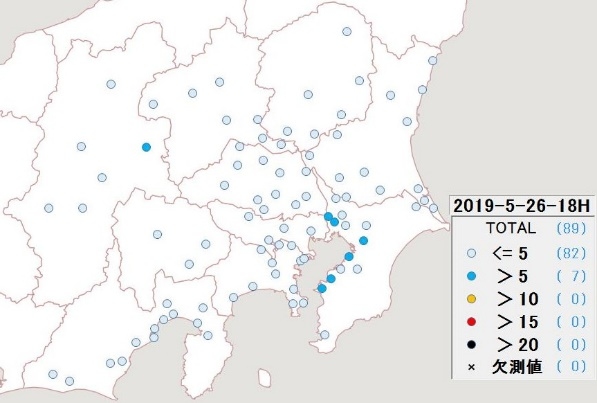 2019-5-26-18H
TOTAL (89)
<= 5 (82)
> 5 ( 7)
> 10 ( 0)
> 15 ( 0)
> 20 ( 0)
× 欠測値 ( 0)